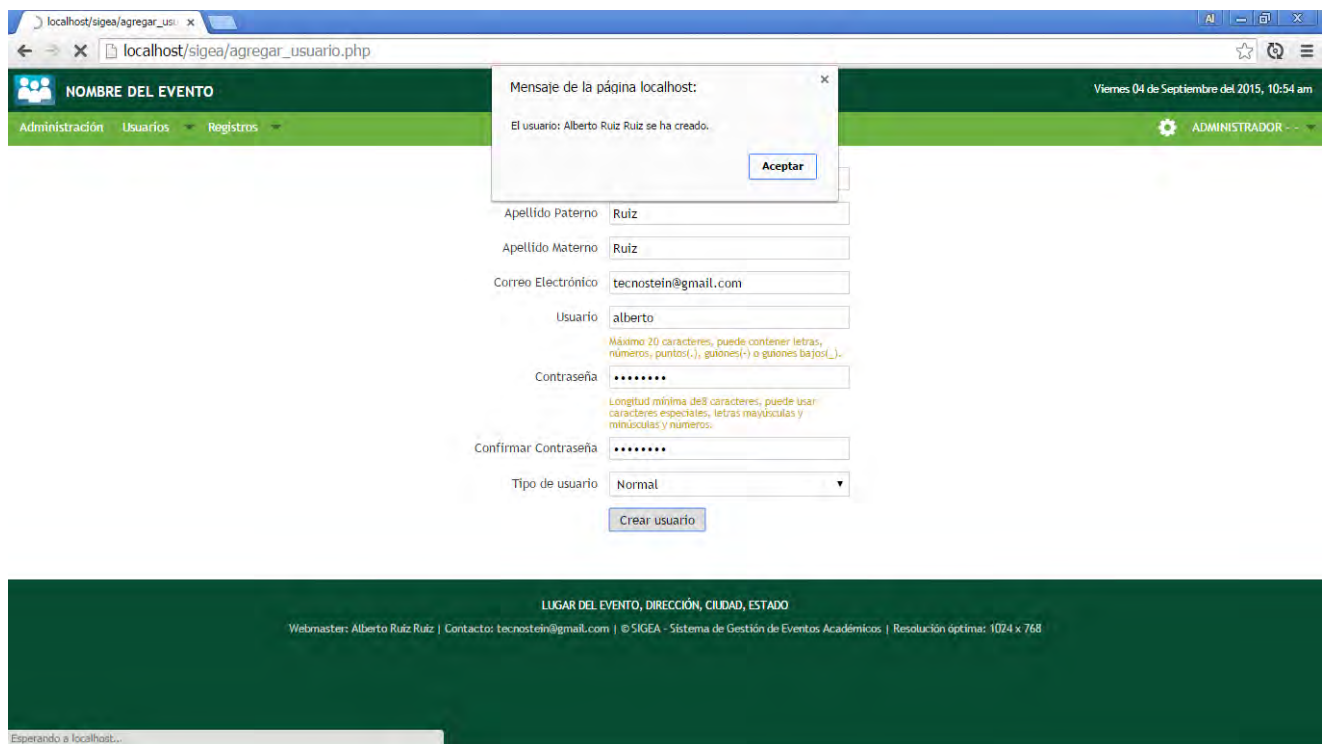 localhost/sigea/agregar_usu
Al
localhost/sigea/agregar_usuario.php
NOMBRE DEL EVENTO
Viernes 04 de Septiembre del 2015, 10:54 am
Administración Usuarios Registros
ADMINISTRADOR - -
Mensaje de la página localhost:
El usuario: Alberto Ruiz Ruiz se ha creado.
Aceptar
Apellido Paterno Ruiz
Apellido Materno Ruiz
Correo Electrónico tecnostein@gmail.com
Usuario alberto
Máximo 20 caracteres, puede contener letras,
números, puntos(.), guiones(-) o guiones bajos(_).
Contraseña ••••••••
Longitud mínima de8 caracteres, puede usar
caracteres especiales, letras mayúsculas y
minúsculas y números.
Confirmar Contraseña ••••••••
Tipo de usuario Normal
Crear usuario
LUGAR DEL EVENTO, DIRECCIÓN, CIUDAD, ESTADO
Webmaster: Alberto Ruiz Ruiz | Contacto: tecnostein@gmail.com | © SIGEA - Sistema de Gestión de Eventos Académicos | Resolución óptima: 1024 x 768
Esperando a localhost...